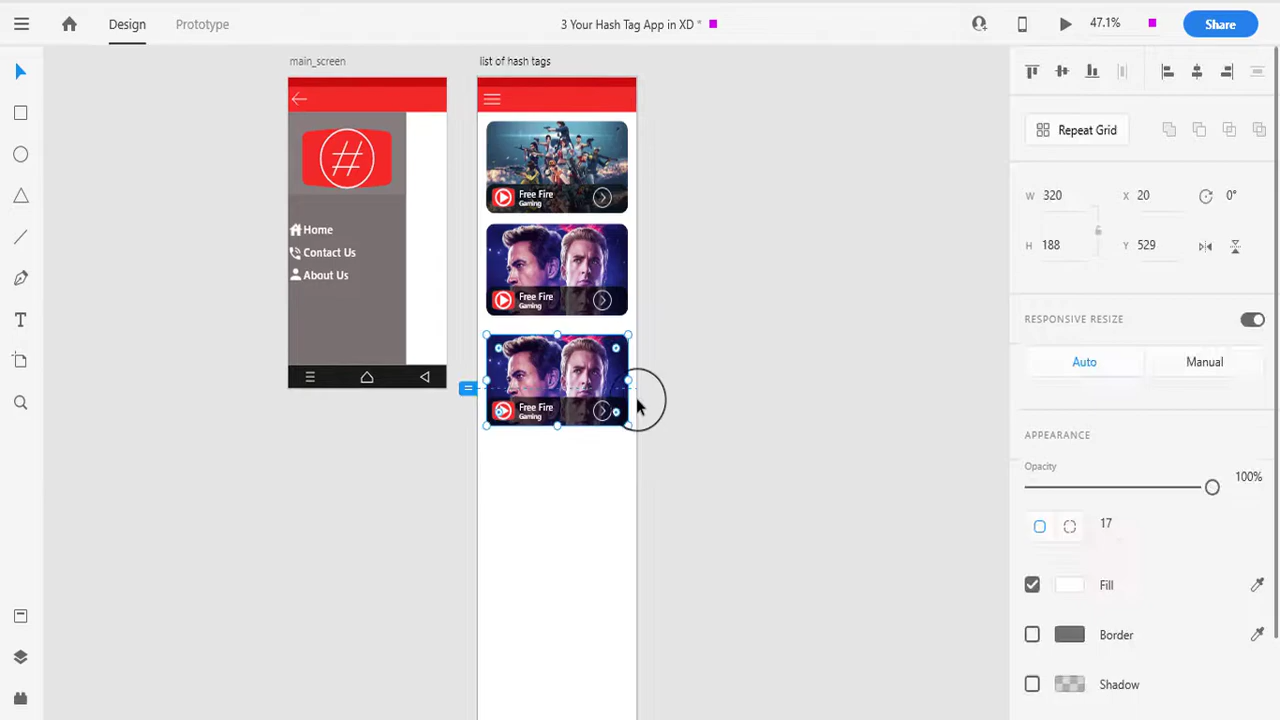 Design
Prototype
3 Your Hash Tag App in XD *
47.1%
Share
main_screen
list of hash tags
#
Home
Contact Us
About Us
Free Fire
Gaming
Free Fire
Gaming
Free Fire
Gaming
Repeat Grid
W 320
X 20
0°
H 188
Y 529
RESPONSIVE RESIZE
Auto
Manual
APPEARANCE
Opacity
100%
17
Fill
Border
Shadow